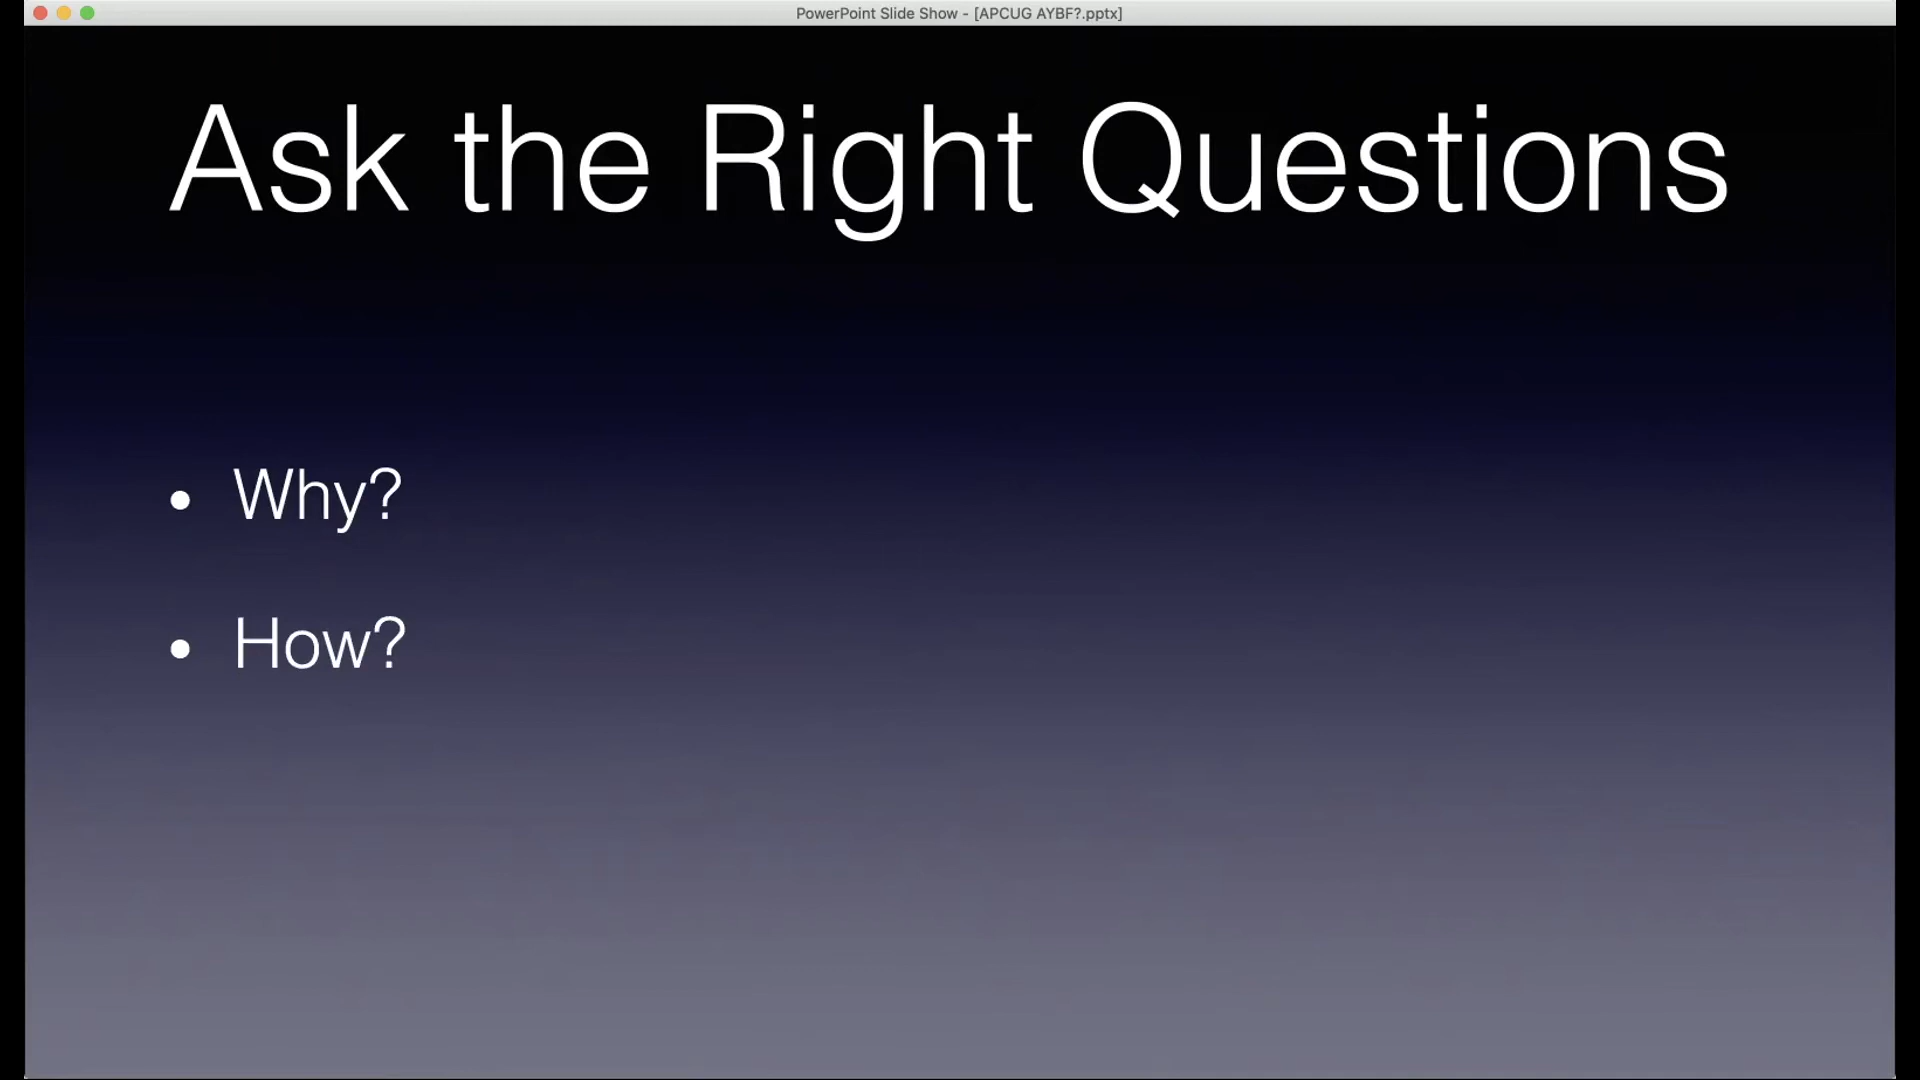 PowerPoint Slide Show - [APCUG AYBF?.pptx]
Ask the Right Questions
• Why?
• How?